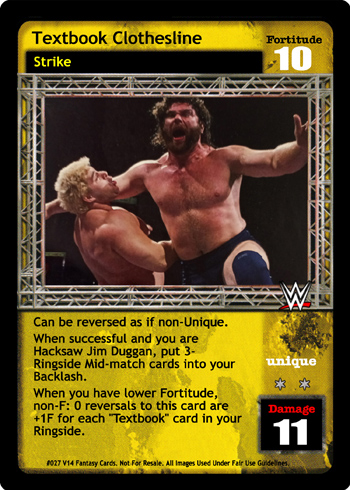 Textbook Clothesline
Fortitude
10
Strike
W
Can be reversed as if non-Unique.
When successful and you are
Hacksaw Jim Duggan, put 3-
Ringside Mid-match cards into your
Backlash.
When you have lower Fortitude,
non-F: 0 reversals to this card are
+1F for each "Textbook" card in your
Ringside.
unique
Damage
11
#027 V14 Fantasy Cards. Not For Resale. All Images Used Under Fair Use Guidelines.